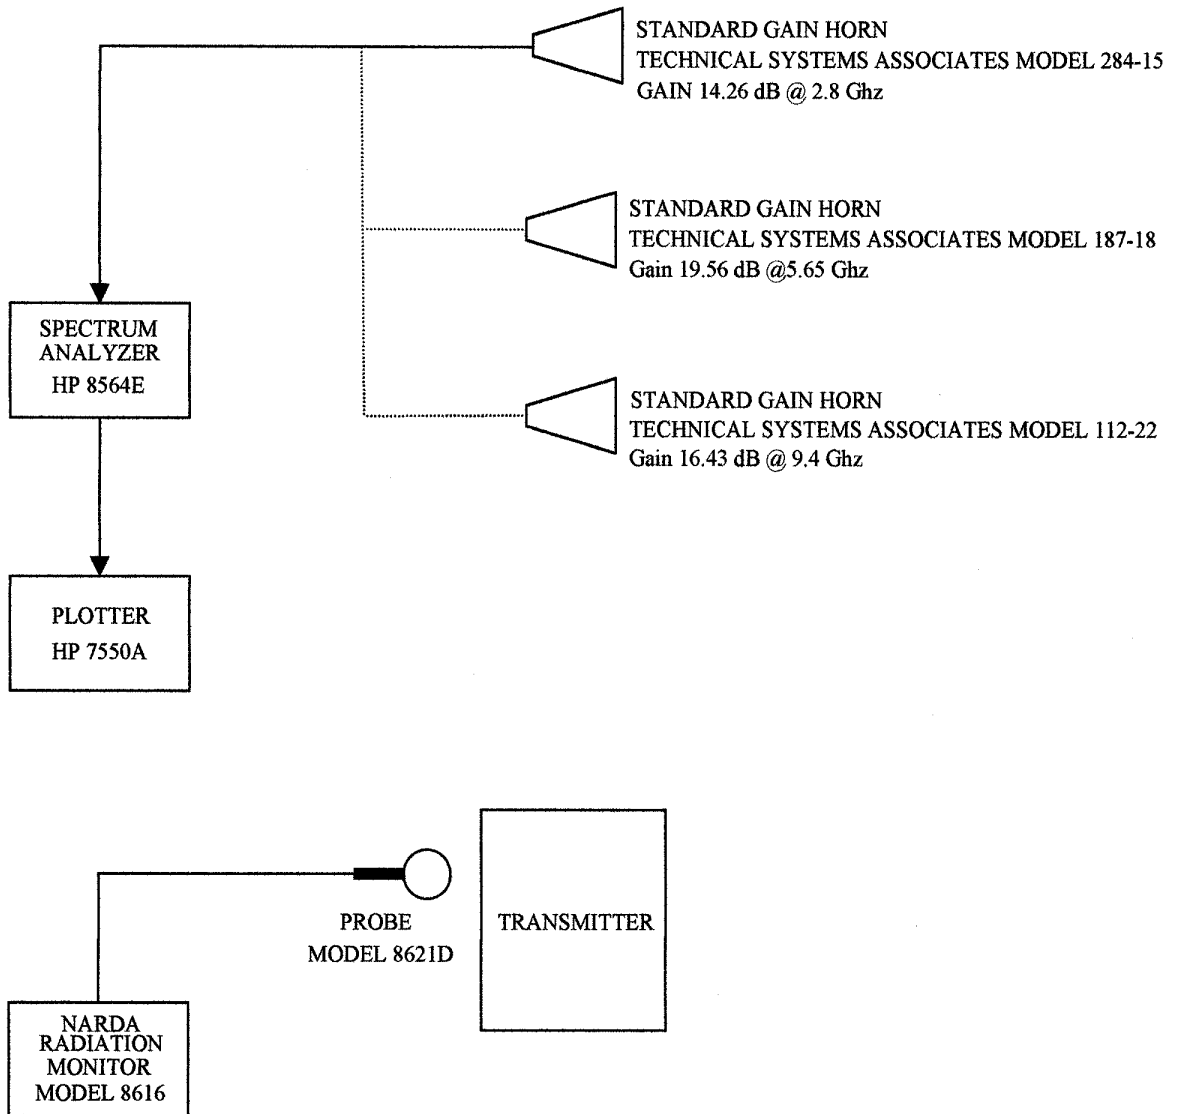 STANDARD GAIN HORN
TECHNICAL SYSTEMS ASSOCIATES MODEL 284-15
GAIN 14.26 dB @ 2.8 Ghz
STANDARD GAIN HORN
TECHNICAL SYSTEMS ASSOCIATES MODEL 187-18
Gain 19.56 dB @5.65 Ghz
SPECTRUM
ANALYZER
HP 8564E
STANDARD GAIN HORN
TECHNICAL SYSTEMS ASSOCIATES MODEL 112-22
Gain 16.43 dB @ 9.4 Ghz
PLOTTER
HP 7550A
PROBE
MODEL 8621D
TRANSMITTER
NARDA
RADIATION
MONITOR
MODEL 8616